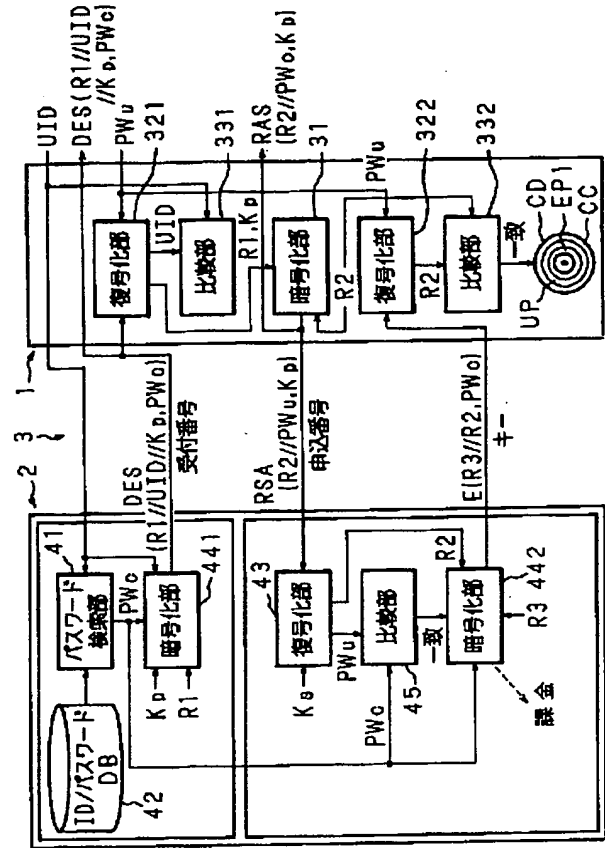 UID
DES(R1//UID
//Kp,PWc)
PWu
321
331
RAS
(R2//PWo,Kp)
31
322
PWu
332
復号化部
UID
比較部
R1,Kp
暗号化部
R2
復号化部
R2
比較部
一致
UP
CD
EP1
CC
1
3
2
DES
(R1//UID//Kp,PWo)
受付番号
RSA
(R2//PWu,Kp)
申込番号
E(R3//R2,PWo)
キー
41
パスワード
検索部
PWc
暗号化部
441
Kp
R1
ID/パスワード
DB
42
43
復号化部
Ks
PWu
比較部
PWc
45
一致
R2
暗号化部
442
R3
課金